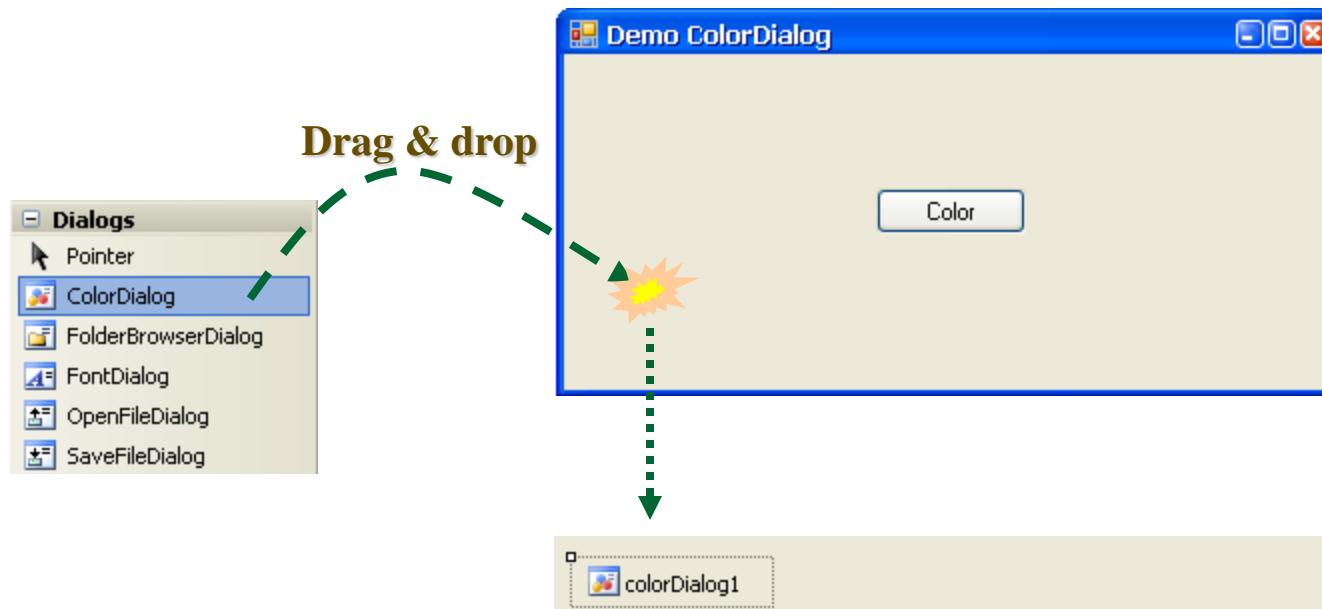 Demo ColorDialog
Drag & drop
Color
Dialogs
Pointer
ColorDialog
FolderBrowserDialog
FontDialog
OpenFileDialog
SaveFileDialog
colorDialog1